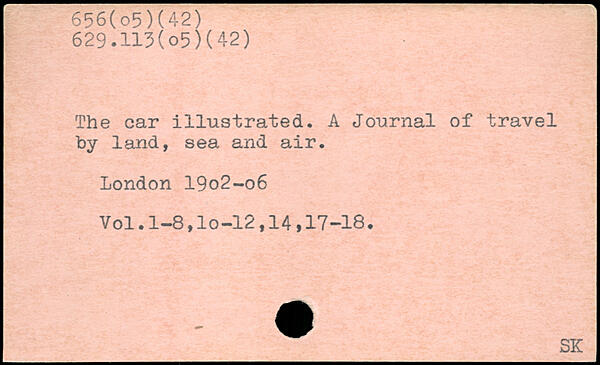 656(o5)(42)
629.113(o5)(42)
The car illustrated. A Journal of travel
by land, sea and air.
London 19o2-o6
Vol.1-8,1o-12,14,17-18.
SK